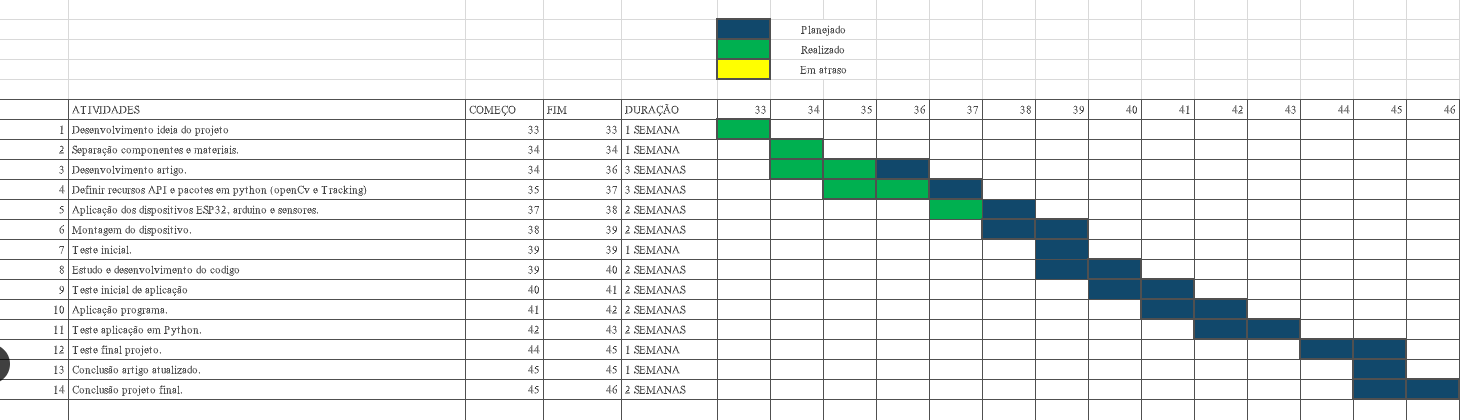 Planejado
Realizado
Em atraso
ATIVIDADES COMEÇO FIM DURAÇÃO 33 34 35 36 37 38 39 40 41 42 43 44 45 46
1 Desenvolvimento ideia do projeto 33 33 1 SEMANA
2 Separação componentes e materiais. 34 34 1 SEMANA
3 Desenvolvimento artigo. 34 36 3 SEMANAS
4 Definir recursos API e pacotes em python (openCv e Tracking) 35 37 3 SEMANAS
5 Aplicação dos dispositivos ESP32, arduino e sensores. 37 38 2 SEMANAS
6 Montagem do dispositivo. 38 39 2 SEMANAS
7 Teste inicial. 39 39 1 SEMANA
8 Estudo e desenvolvimento do codigo 39 40 2 SEMANAS
9 Teste inicial de aplicação 40 41 2 SEMANAS
10 Aplicação programa. 41 42 2 SEMANAS
11 Teste aplicação em Python. 42 43 2 SEMANAS
12 Teste final projeto. 44 45 1 SEMANA
13 Conclusão artigo atualizado. 45 45 1 SEMANA
14 Conclusão projeto final. 45 46 2 SEMANAS